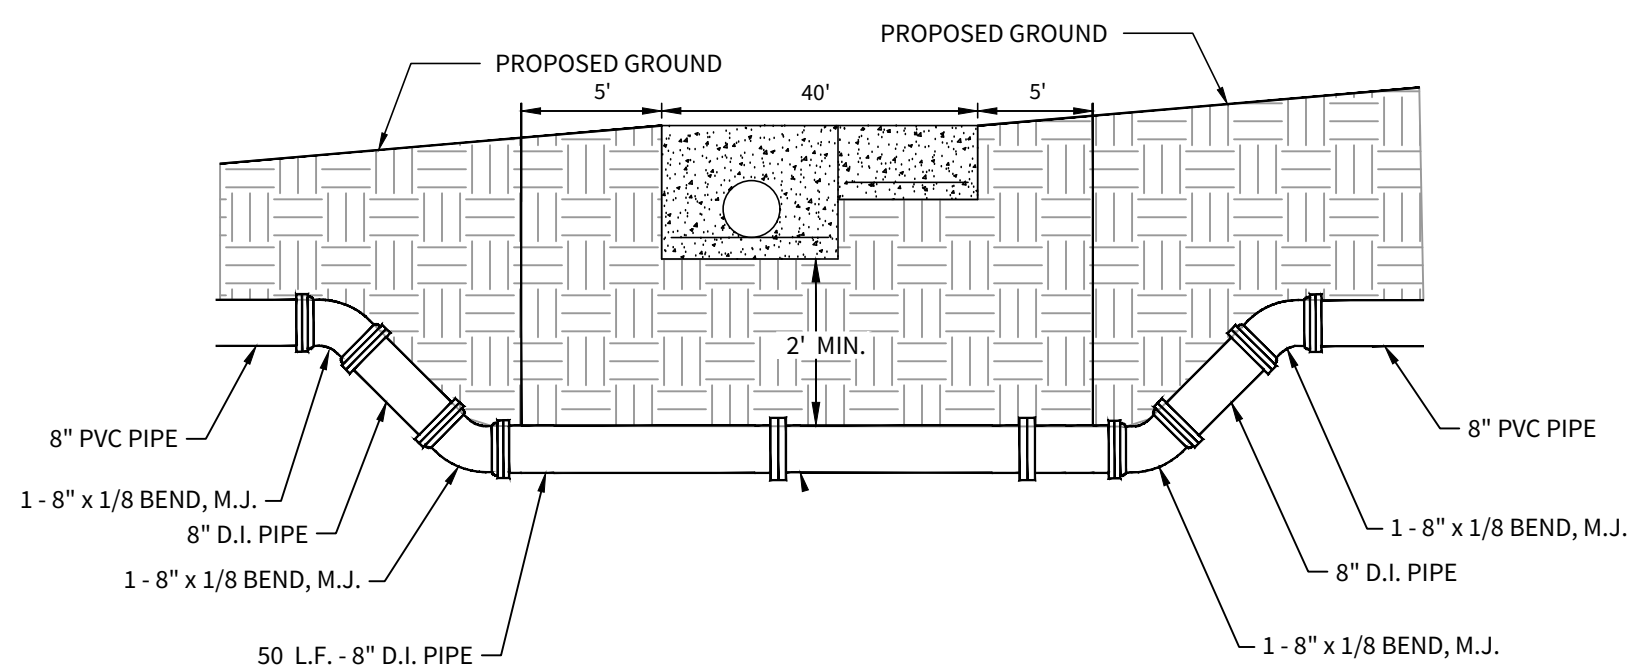 PROPOSED GROUND
PROPOSED GROUND
5'
40'
5'
2' MIN.
8" PVC PIPE
8" PVC PIPE
1 - 8" x 1/8 BEND, M.J.
1 - 8" x 1/8 BEND, M.J.
8" D.I. PIPE
8" D.I. PIPE
1 - 8" x 1/8 BEND, M.J.
1 - 8" x 1/8 BEND, M.J.
50 L.F. - 8" D.I. PIPE